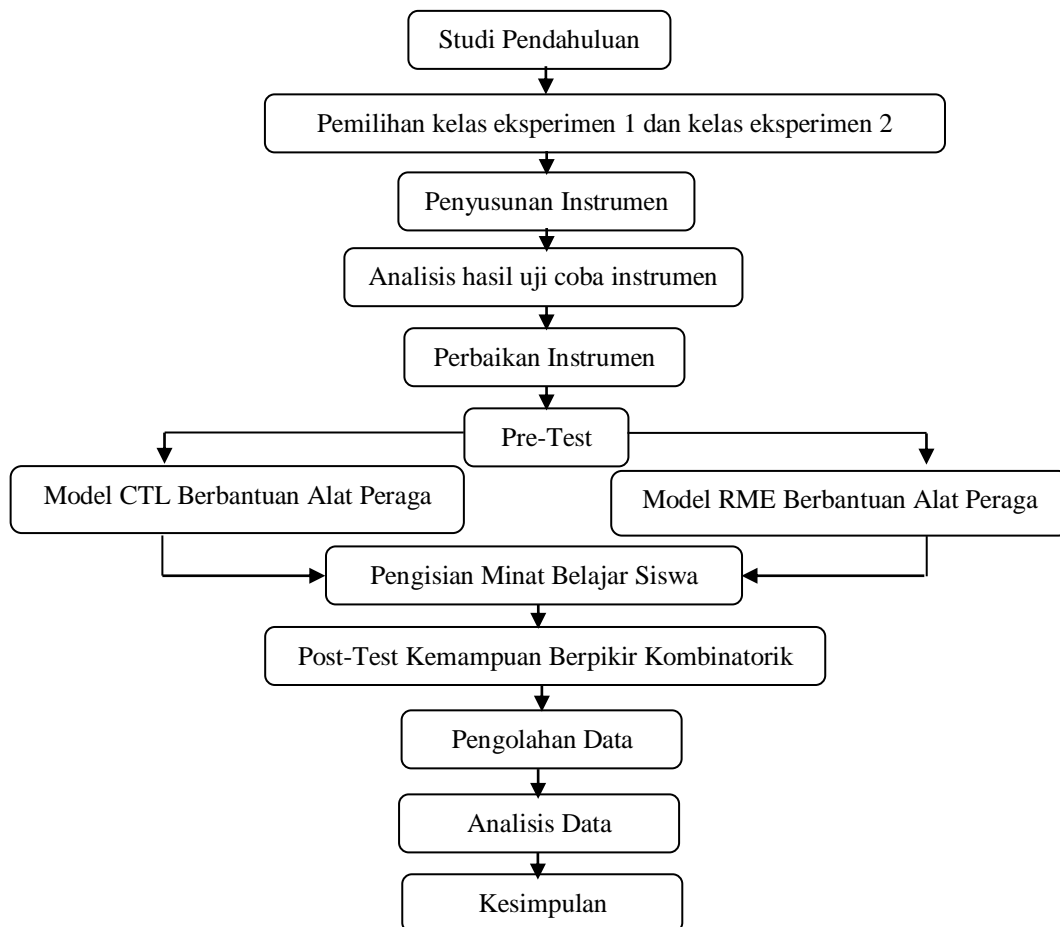 Studi Pendahuluan
Pemilihan kelas eksperimen 1 dan kelas eksperimen 2
Penyusunan Instrumen
Analisis hasil uji coba instrumen
Perbaikan Instrumen
Pre-Test
Model CTL Berbantuan Alat Peraga
Model RME Berbantuan Alat Peraga
Pengisian Minat Belajar Siswa
Post-Test Kemampuan Berpikir Kombinatorik
Pengolahan Data
Analisis Data
Kesimpulan